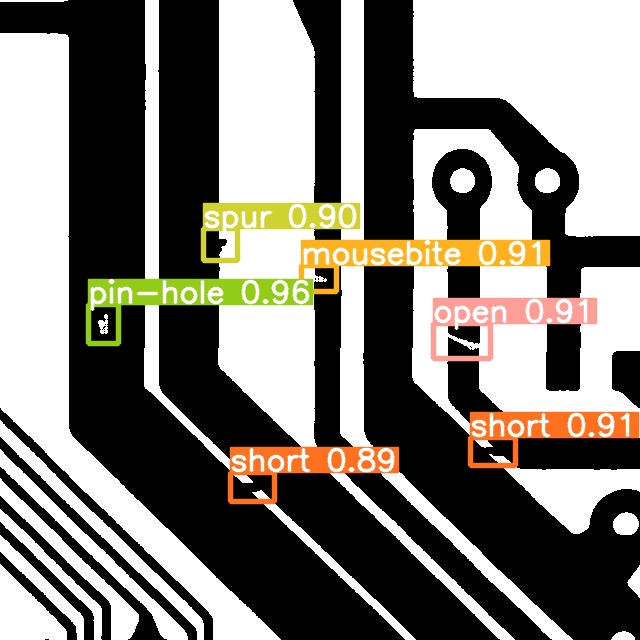 spur 0.90
mousebite 0.91
pin-hole 0.96
open 0.91
short 0.91
short 0.89